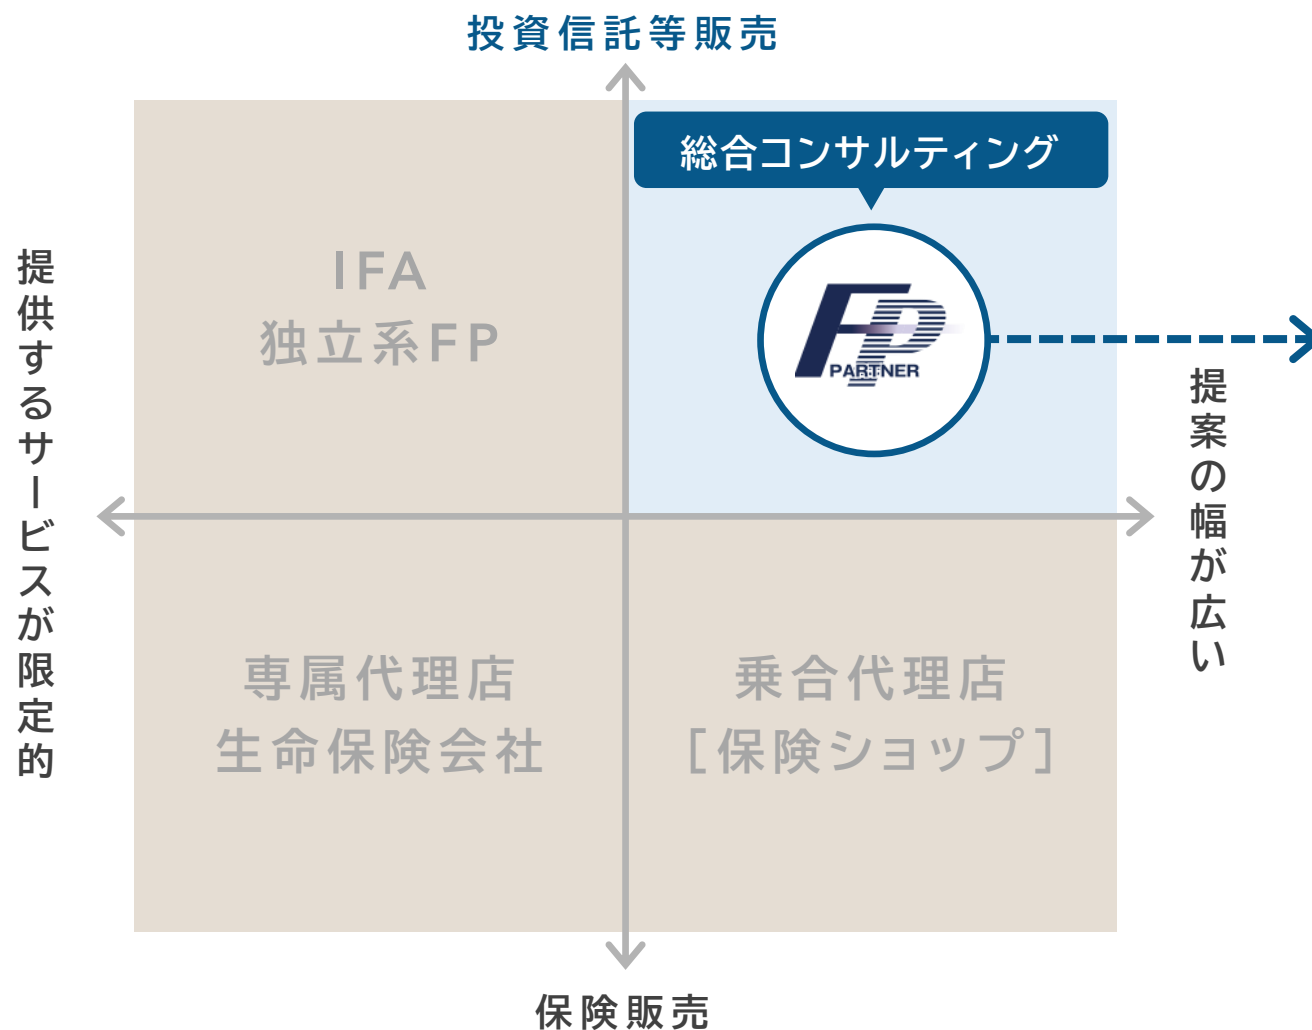 投資信託等販売
総合コンサルティング
IFA
独立系FP
FP
PARTNER
提供するサービスが限定的
提案の幅が広い
専属代理店
生命保険会社
乗合代理店
[保険ショップ]
保険販売